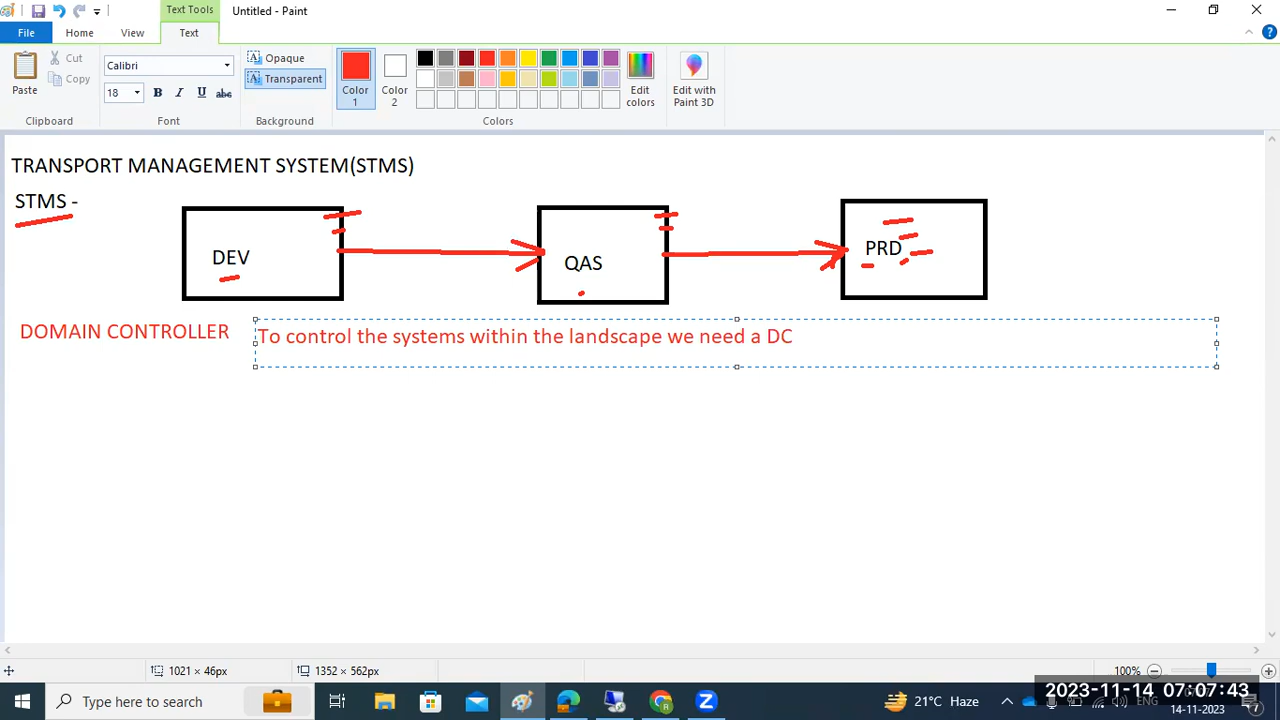 Text Tools
Untitled - Paint
File
Home
View
Text
Paste
Cut
Copy
Calibri
18
B I U abc
Opaque
Transparent
Color 1
Color 2
Edit colors
Edit with Paint 3D
Clipboard
Font
Background
Colors
TRANSPORT MANAGEMENT SYSTEM(STMS)
STMS -
DEV
QAS
PRD
DOMAIN CONTROLLER
To control the systems within the landscape we need a DC
1021 × 46px
1352 × 562px
100%
Type here to search
21°C Haze
ENG
2023-11-14 07:07:43
14-11-2023